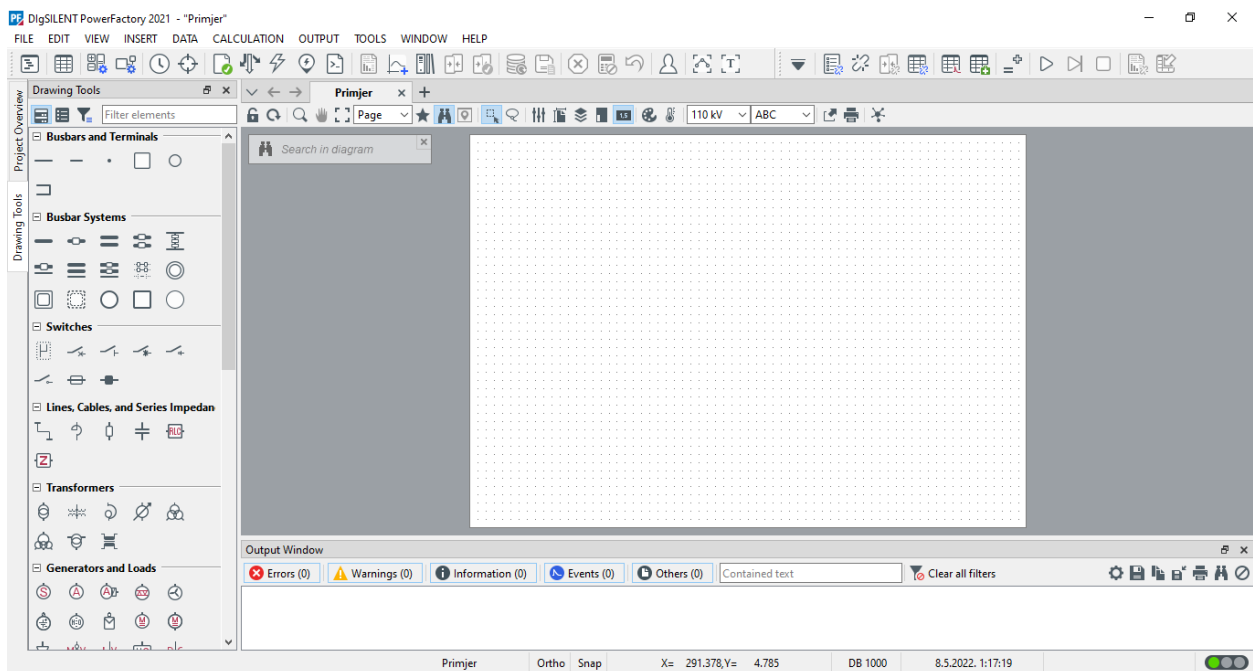 DIgSILENT PowerFactory 2021 - "Primjer"
FILE EDIT VIEW INSERT DATA CALCULATION OUTPUT TOOLS WINDOW HELP
Drawing Tools
Primjer
Filter elements
Page
1.5
110 kV
ABC
Project Overview
Drawing Tools
Search in diagram
Busbars and Terminals
Busbar Systems
Switches
Lines, Cables, and Series Impedan
RLC
Z
Transformers
Generators and Loads
Output Window
Errors (0) Warnings (0) Information (0) Events (0) Others (0) Contained text Clear all filters
Primjer Ortho Snap X= 291.378,Y= 4.785 DB 1000 8.5.2022. 1:17:19